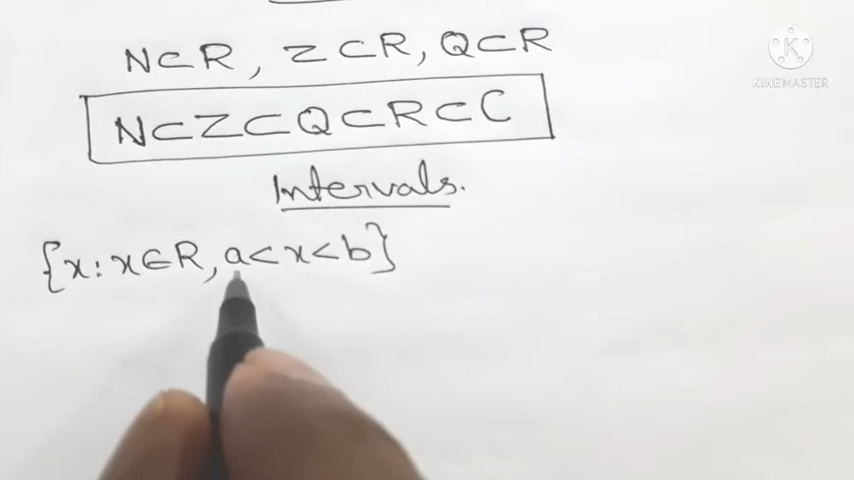 N⊂R, Z⊂R, Q⊂R
N⊂Z⊂Q⊂R⊂C
Intervals.
{x:x∈R, a<x<b}
KINEMASTER